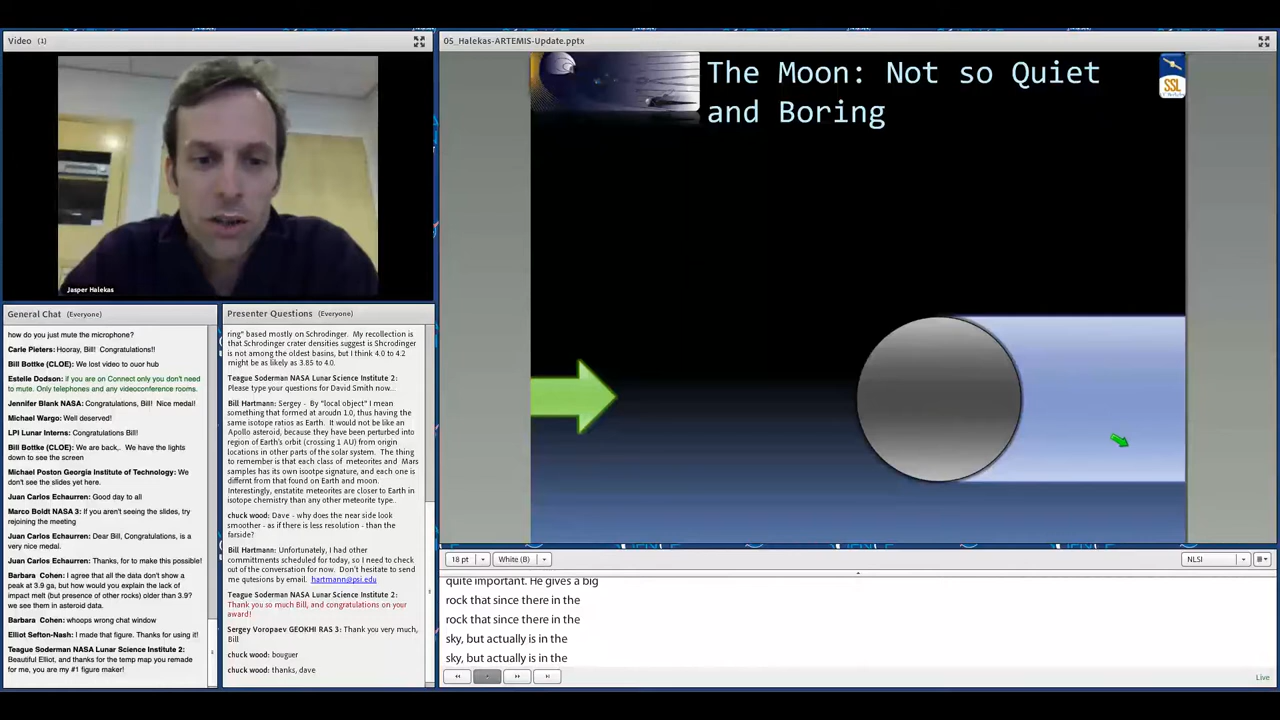 Video (1)
Jasper Halekas
General Chat (Everyone)
how do you just mute the microphone?
Carle Pieters: Hooray, Bill! Congratulations!!
Bill Bottke (CLOE): We lost video to ouor hub
Estelle Dodson: if you are on Connect only you don't need
to mute. Only telephones and any videoconference rooms.
Jennifer Blank NASA: Congratulations, Bill! Nice medal!
Michael Wargo: Well deserved!
LPI Lunar Interns: Congratulations Bill!
Bill Bottke (CLOE): We are back,. We have the lights
down to see the screen
Michael Poston Georgia Institute of Technology: We
don't see the slides yet here.
Juan Carlos Echaurren: Good day to all
Marco Boldt NASA 3: If you aren't seeing the slides, try
rejoining the meeting
Juan Carlos Echaurren: Dear Bill, Congratulations, is a
very nice medal.
Juan Carlos Echaurren: Thanks, for to make this possible!
Barbara Cohen: I agree that all the data don't show a
peak at 3.9 ga, but how would you explain the lack of
impact melt (but presence of other rocks) older than 3.9?
we see them in asteroid data.
Barbara Cohen: whoops wrong chat window
Elliot Sefton-Nash: I made that figure. Thanks for using it!
Teague Soderman NASA Lunar Science Institute 2:
Beautiful Elliot, and thanks for the temp map you remade
for me, you are my #1 figure maker!
Presenter Questions (Everyone)
ring" based mostly on Schrodinger. My recollection is
that Schrodinger crater densities suggest is Shcrodinger
is not among the oldest basins, but I think 4.0 to 4.2
might be as likely as 3.85 to 4.0.
Teague Soderman NASA Lunar Science Institute 2:
Please type your questions for David Smith now...
Bill Hartmann: Sergey - By "local object" I mean
something that formed at aroudn 1.0, thus having the
same isotope ratios as Earth. It would not be like an
Apollo asteroid, because they have been perturbed into
region of Earth's orbit (crossing 1 AU) from origin
locations in other parts of the solar system. The thing
to remember is that each class of meteorites and Mars
samples has its own isotpe signature, and each one is
differnt from that found on Earth and moon.
Interestingly, enstatite meteorites are closer to Earth in
isotope chemistry than any other meteorite type..
chuck wood: Dave - why does the near side look
smoother - as if there is less resolution - than the
farside?
Bill Hartmann: Unfortunately, I had other
committments scheduled for today, so I need to check
out of the conversation for now. Don't hesitate to
send me qutesions by email. hartmann@psi.edu
Teague Soderman NASA Lunar Science Institute 2:
Thank you so much Bill, and congratulations on your
award!
Sergey Voropaev GEOKHI RAS 3: Thank you very much,
Bill
chuck wood: bouguer
chuck wood: thanks, dave
05_Halekas-ARTEMIS-Update.pptx
The Moon: Not so Quiet
and Boring
SSL
18 pt White (B) NLSI
quite important. He gives a big
rock that since there in the
rock that since there in the
sky, but actually is in the
sky, but actually is in the
Live